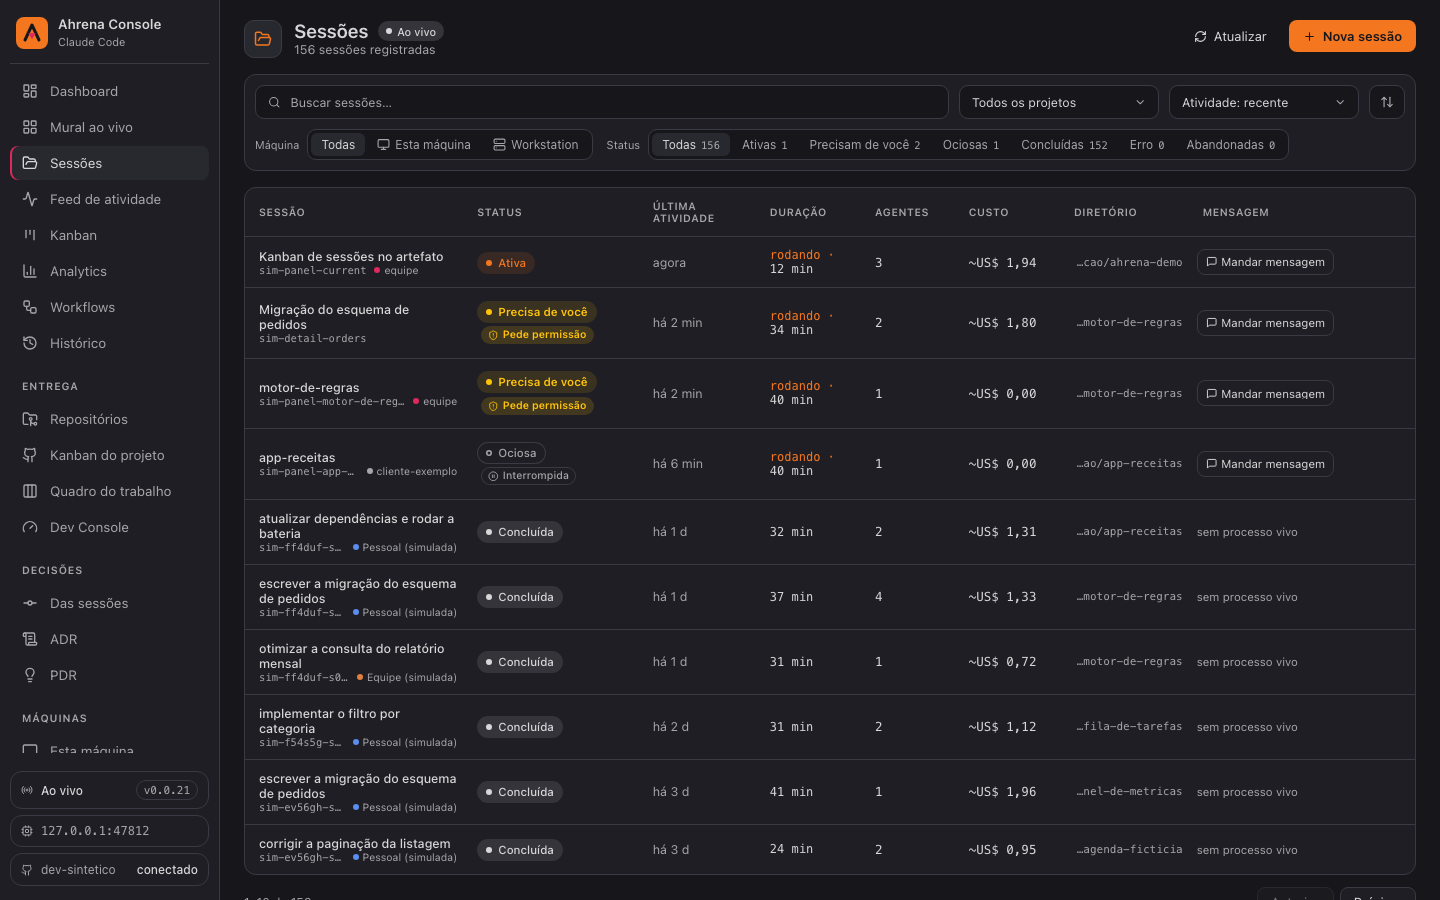 Ahrena Console
Claude Code
Dashboard
Mural ao vivo
Sessões
Feed de atividade
Kanban
Analytics
Workflows
Histórico
ENTREGA
Repositórios
Kanban do projeto
Quadro do trabalho
Dev Console
DECISÕES
Das sessões
ADR
PDR
MÁQUINAS
Esta máquina
Ao vivo v0.0.21
127.0.0.1:47812
dev-sintetico conectado
Sessões Ao vivo
156 sessões registradas
Atualizar
Nova sessão
Buscar sessões...
Todos os projetos
Atividade: recente
Máquina Todas Esta máquina Workstation Status Todas 156 Ativas 1 Precisam de você 2 Ociosas 1 Concluídas 152 Erro 0 Abandonadas 0
SESSÃO STATUS ÚLTIMA ATIVIDADE DURAÇÃO AGENTES CUSTO DIRETÓRIO MENSAGEM
Kanban de sessões no artefato
sim-panel-current equipe
Ativa agora rodando · 12 min 3 ~US$ 1,94 …cao/ahrena-demo Mandar mensagem
Migração do esquema de
pedidos
sim-detail-orders
Precisa de você
Pede permissão
há 2 min rodando · 34 min 2 ~US$ 1,80 …motor-de-regras Mandar mensagem
motor-de-regras
sim-panel-motor-de-reg… equipe
Precisa de você
Pede permissão
há 2 min rodando · 40 min 1 ~US$ 0,00 …motor-de-regras Mandar mensagem
app-receitas
sim-panel-app-… cliente-exemplo
Ociosa
Interrompida
há 6 min rodando · 40 min 1 ~US$ 0,00 …ao/app-receitas Mandar mensagem
atualizar dependências e rodar a
bateria
sim-ff4duf-s… Pessoal (simulada)
Concluída há 1 d 32 min 2 ~US$ 1,31 …ao/app-receitas sem processo vivo
escrever a migração do esquema
de pedidos
sim-ff4duf-s… Pessoal (simulada)
Concluída há 1 d 37 min 4 ~US$ 1,33 …motor-de-regras sem processo vivo
otimizar a consulta do relatório
mensal
sim-ff4duf-s0… Equipe (simulada)
Concluída há 1 d 31 min 1 ~US$ 0,72 …motor-de-regras sem processo vivo
implementar o filtro por
categoria
sim-f54s5g-s… Pessoal (simulada)
Concluída há 2 d 31 min 2 ~US$ 1,12 …fila-de-tarefas sem processo vivo
escrever a migração do esquema
de pedidos
sim-ev56gh-s… Pessoal (simulada)
Concluída há 3 d 41 min 1 ~US$ 1,96 …nel-de-metricas sem processo vivo
corrigir a paginação da listagem
sim-ev56gh-s… Pessoal (simulada)
Concluída há 3 d 24 min 2 ~US$ 0,95 …agenda-ficticia sem processo vivo